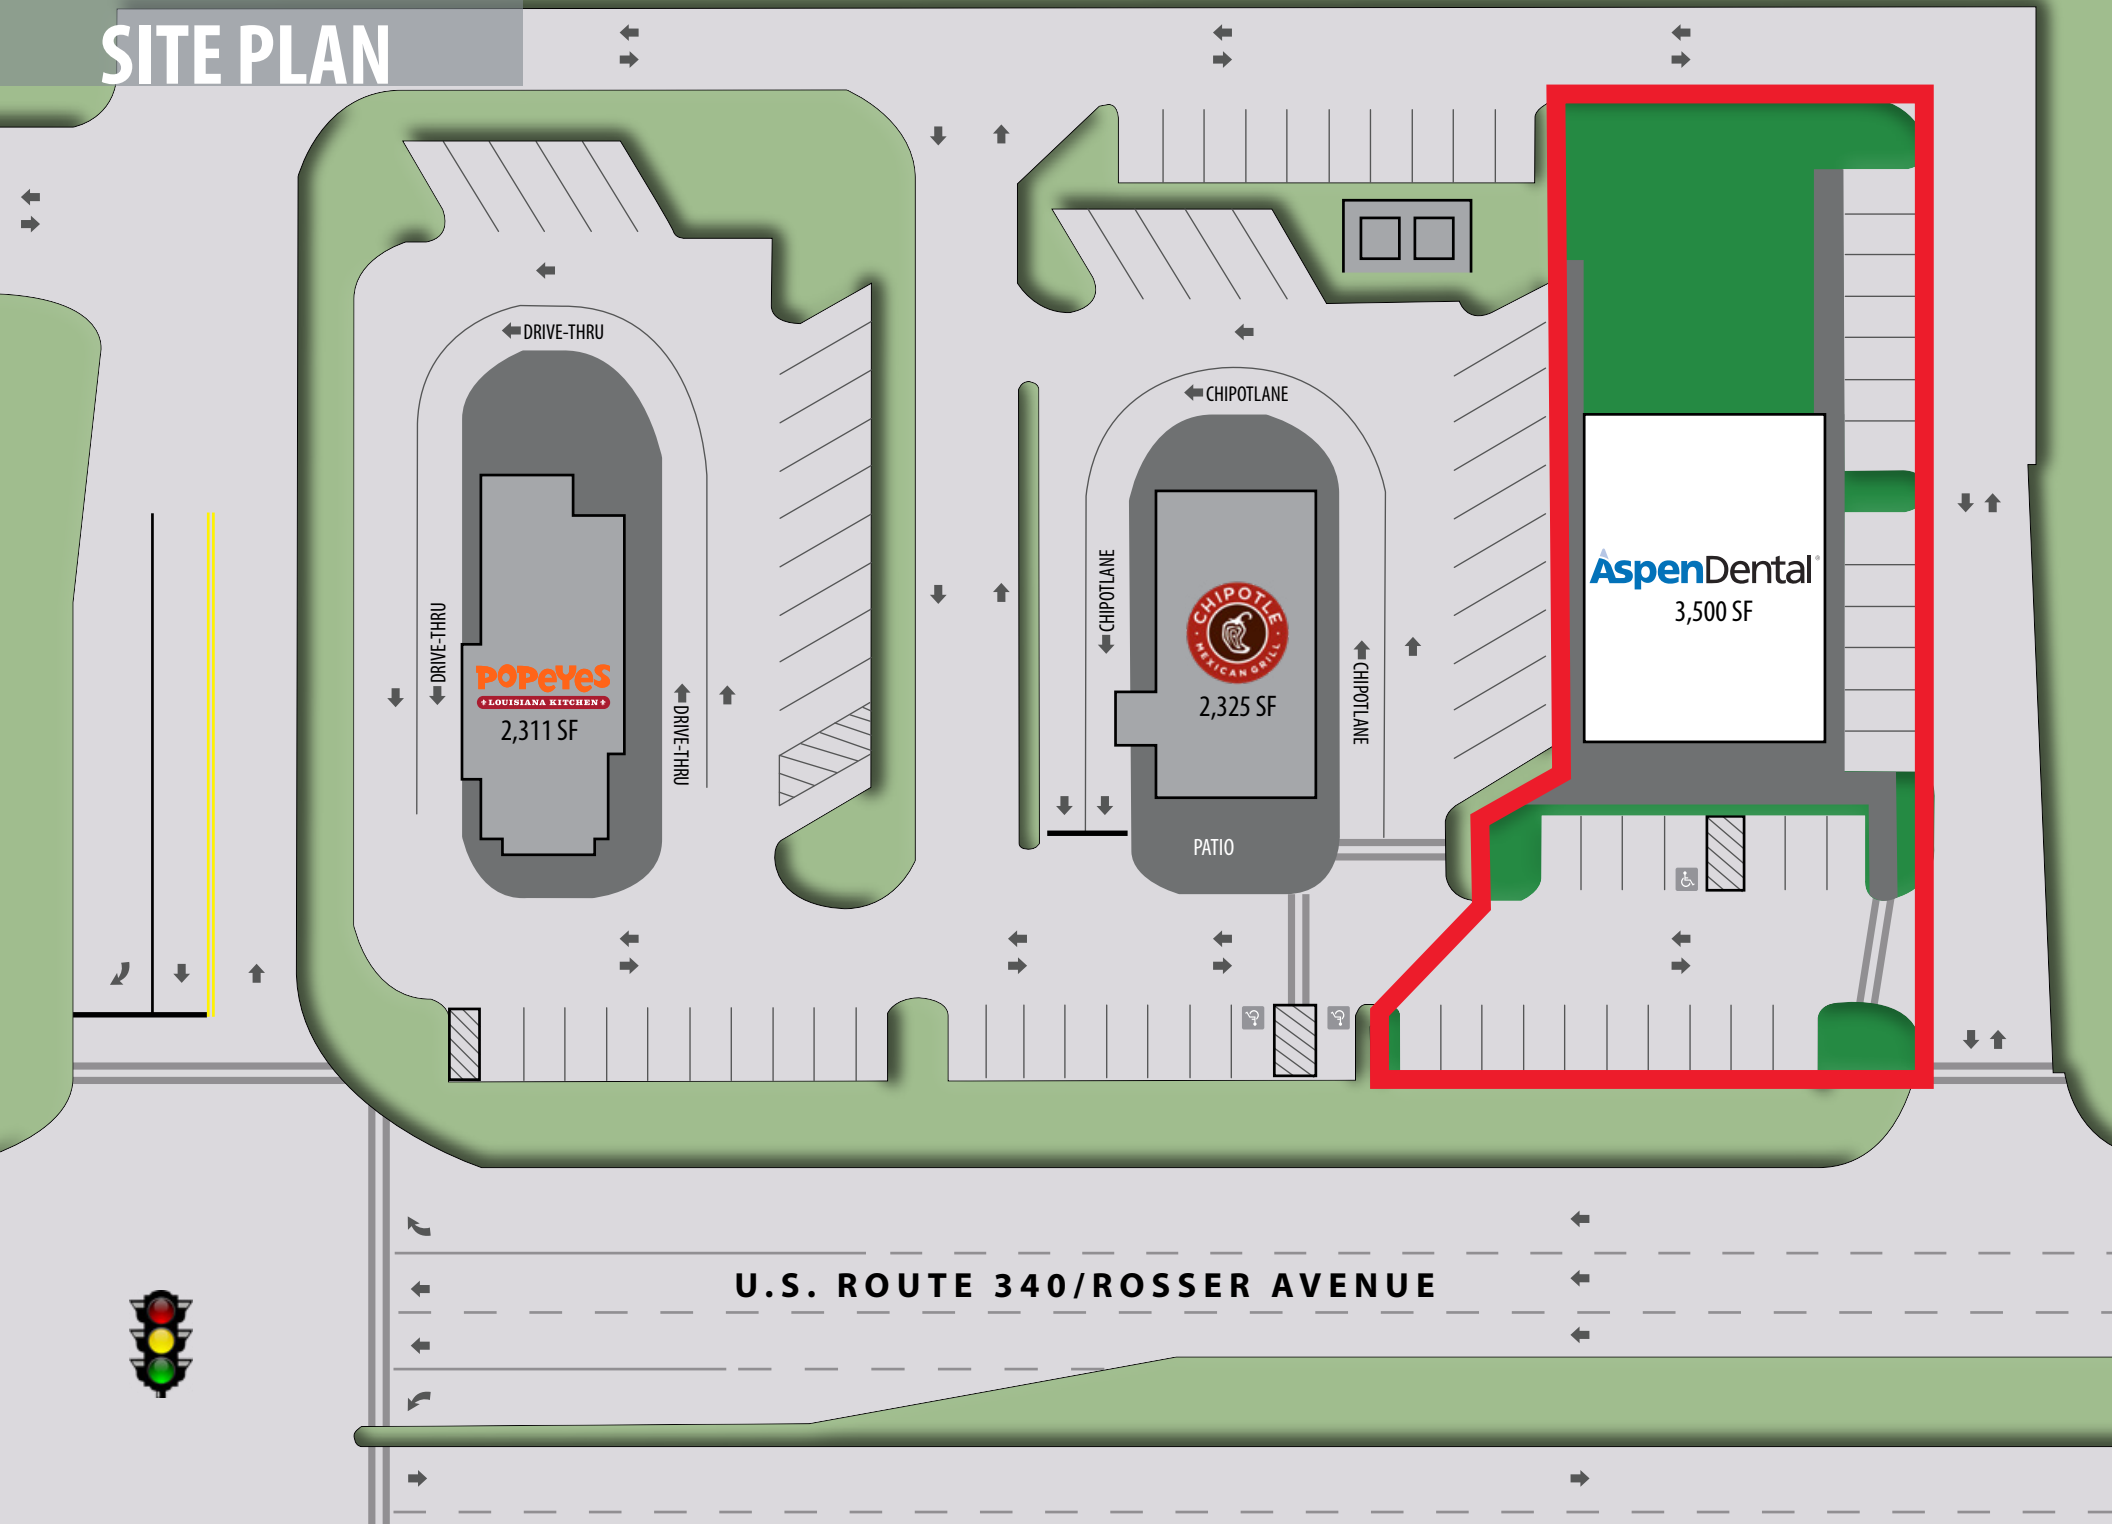 SITE PLAN
DRIVE-THRU
DRIVE-THRU
DRIVE-THRU
POPEYES
LOUISIANA KITCHEN
2,311 SF
CHIPOTLANE
CHIPOTLANE
CHIPOTLANE
CHIPOTLE
MEXICAN GRILL
2,325 SF
PATIO
AspenDental
3,500 SF
U.S. ROUTE 340/ROSSER AVENUE